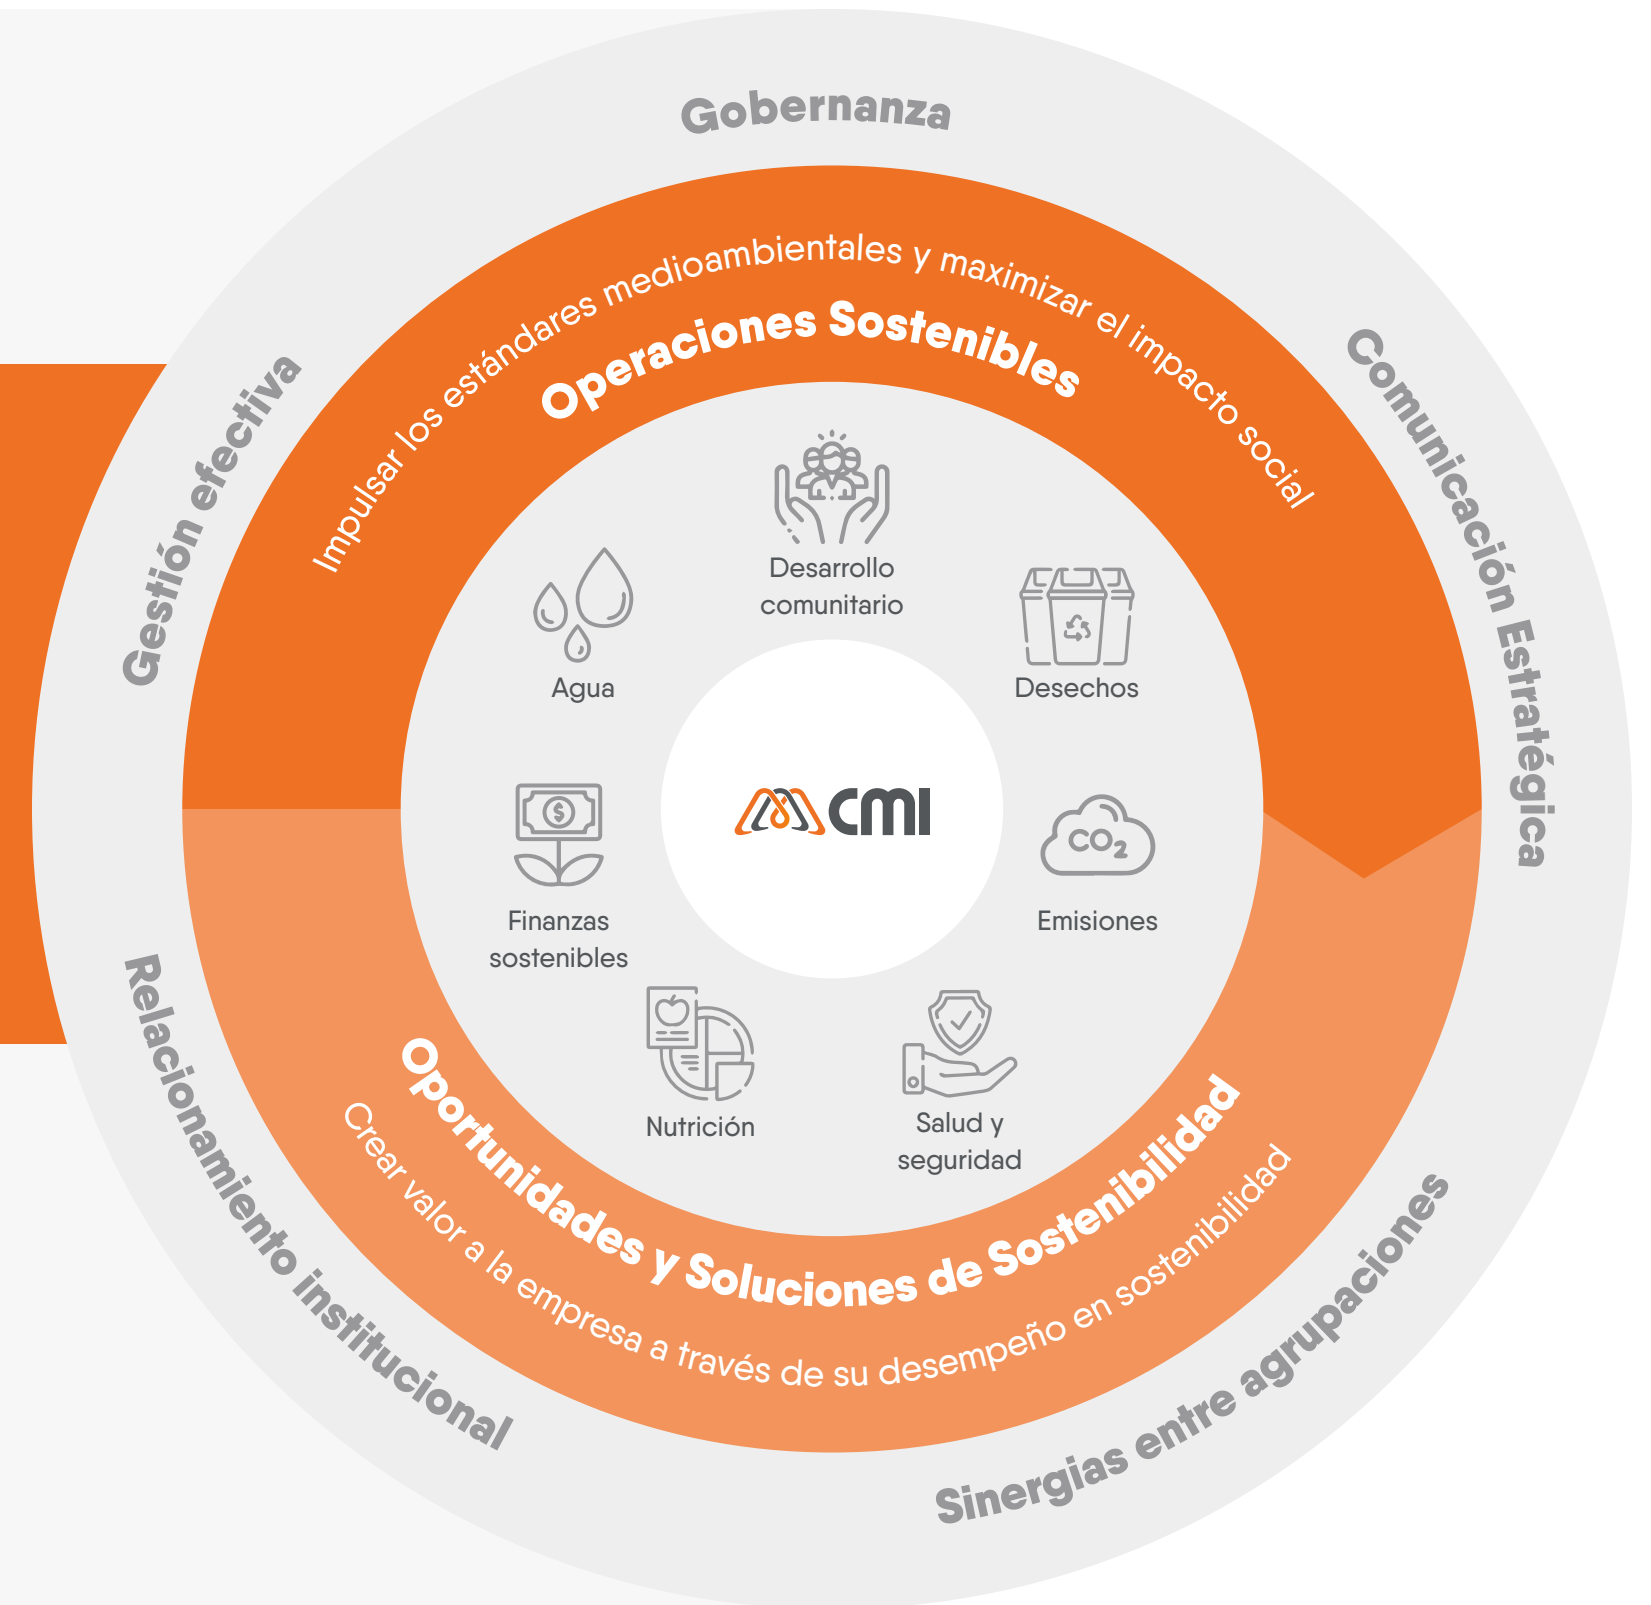 Gobernanza
Comunicación Estratégica
Sinergias entre agrupaciones
Relacionamiento institucional
Gestión efectiva
Impulsar los estándares medioambientales y maximizar el impacto social
Operaciones Sostenibles
Desarrollo
comunitario
Desechos
CO2
Emisiones
Salud y
seguridad
Nutrición
$
Finanzas
sostenibles
Agua
CMI
Oportunidades y Soluciones de Sostenibilidad
Crear valor a la empresa a través de su desempeño en sostenibilidad